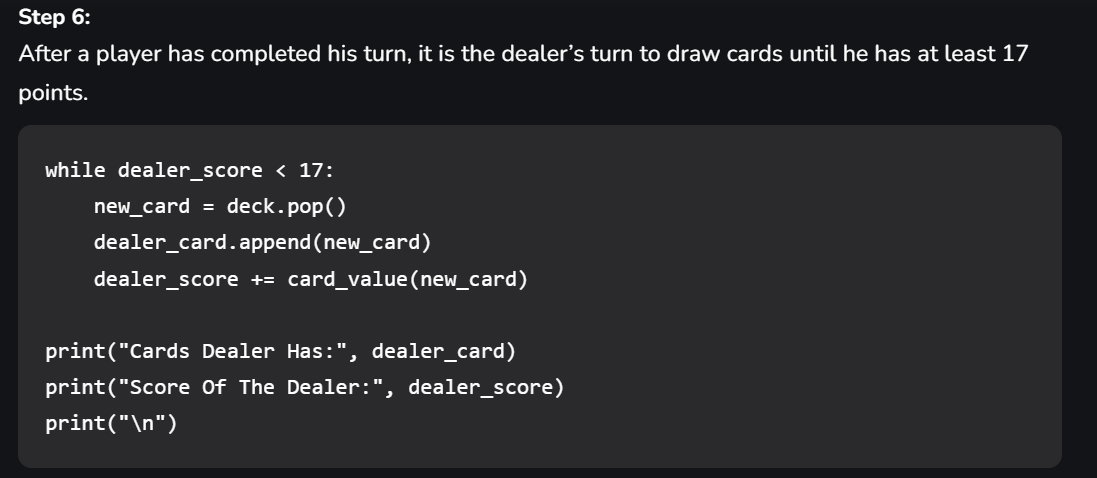 Step 6:
After a player has completed his turn, it is the dealer’s turn to draw cards until he has at least 17
points.
while dealer_score < 17:
    new_card = deck.pop()
    dealer_card.append(new_card)
    dealer_score += card_value(new_card)
print("Cards Dealer Has:", dealer_card)
print("Score Of The Dealer:", dealer_score)
print("\n")